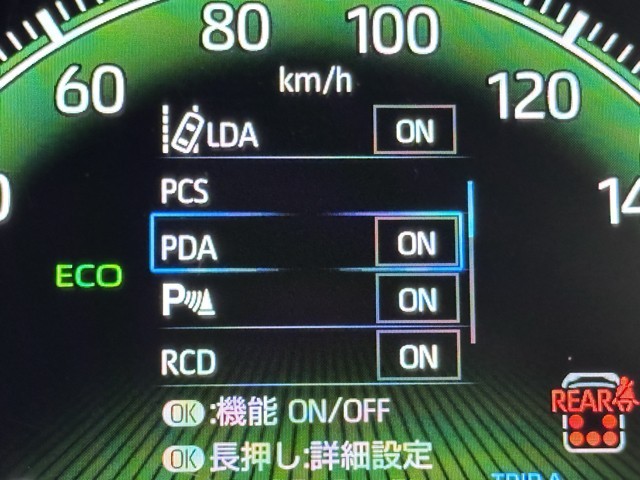 80 100
km/h
60 120
LDA ON
PCS
PDA ON
ECO
P ON
RCD ON
REAR
OK:機能 ON/OFF
OK長押し:詳細設定
TRIP A